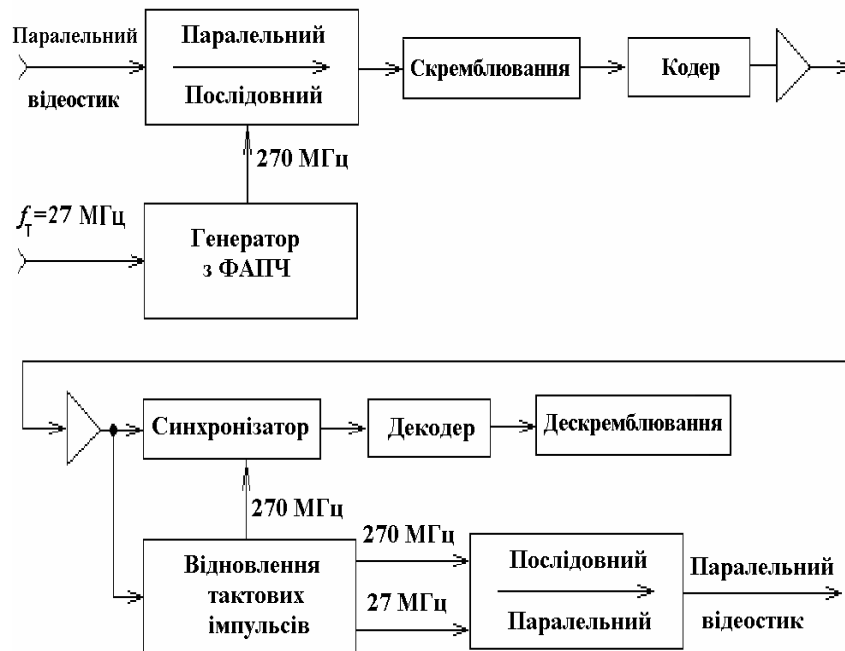 Паралельний
відеостик
Паралельний
Послідовний
Скремблювання
Кодер
270 МГц
fт=27 МГц
Генератор
з ФАПЧ
Синхронізатор
Декодер
Дескремблювання
270 МГц
Відновлення
тактових
імпульсів
270 МГц
27 МГц
Послідовний
Паралельний
Паралельний
відеостик